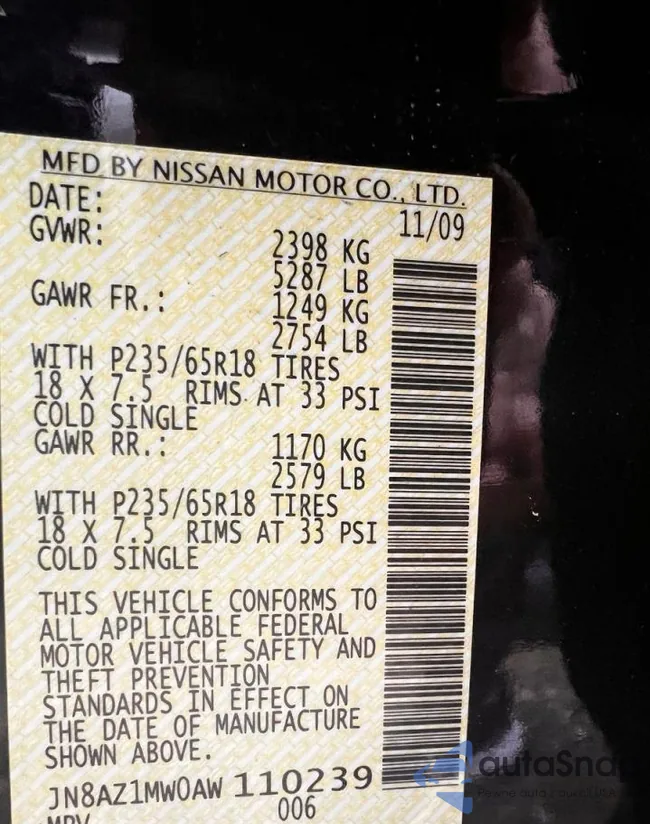 MFD BY NISSAN MOTOR CO., LTD.
DATE: 11/09
GVWR: 2398 KG
5287 LB
GAWR FR.: 1249 KG
2754 LB
WITH P235/65R18 TIRES
18 X 7.5 RIMS AT 33 PSI
COLD SINGLE
GAWR RR.: 1170 KG
2579 LB
WITH P235/65R18 TIRES
18 X 7.5 RIMS AT 33 PSI
COLD SINGLE
THIS VEHICLE CONFORMS TO
ALL APPLICABLE FEDERAL
MOTOR VEHICLE SAFETY AND
THEFT PREVENTION
STANDARDS IN EFFECT ON
THE DATE OF MANUFACTURE
SHOWN ABOVE.
JN8AZ1MW0AW 110239
MPV 006
autaSna